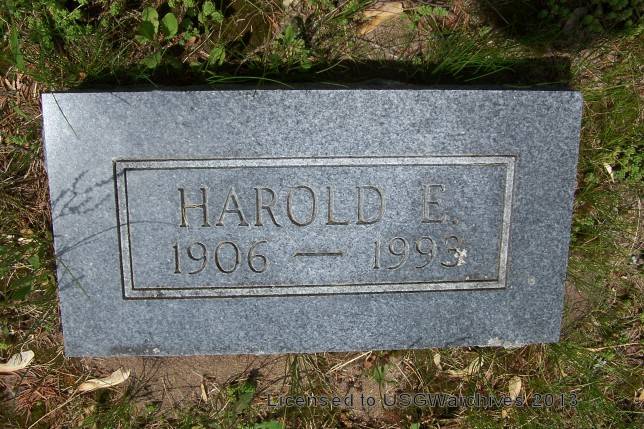 HAROLD E.
1906 — 1993
Licensed to USGWarchives 2013